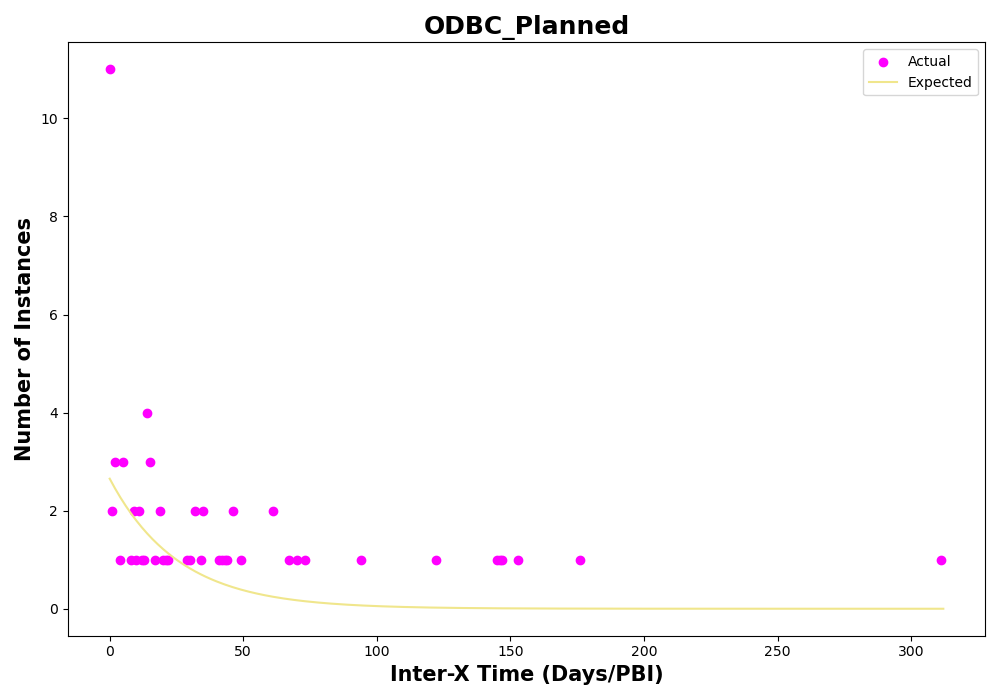 ODBC_Planned
Actual
Expected
10
8
6
4
2
0
Number of Instances
0 50 100 150 200 250 300
Inter-X Time (Days/PBI)